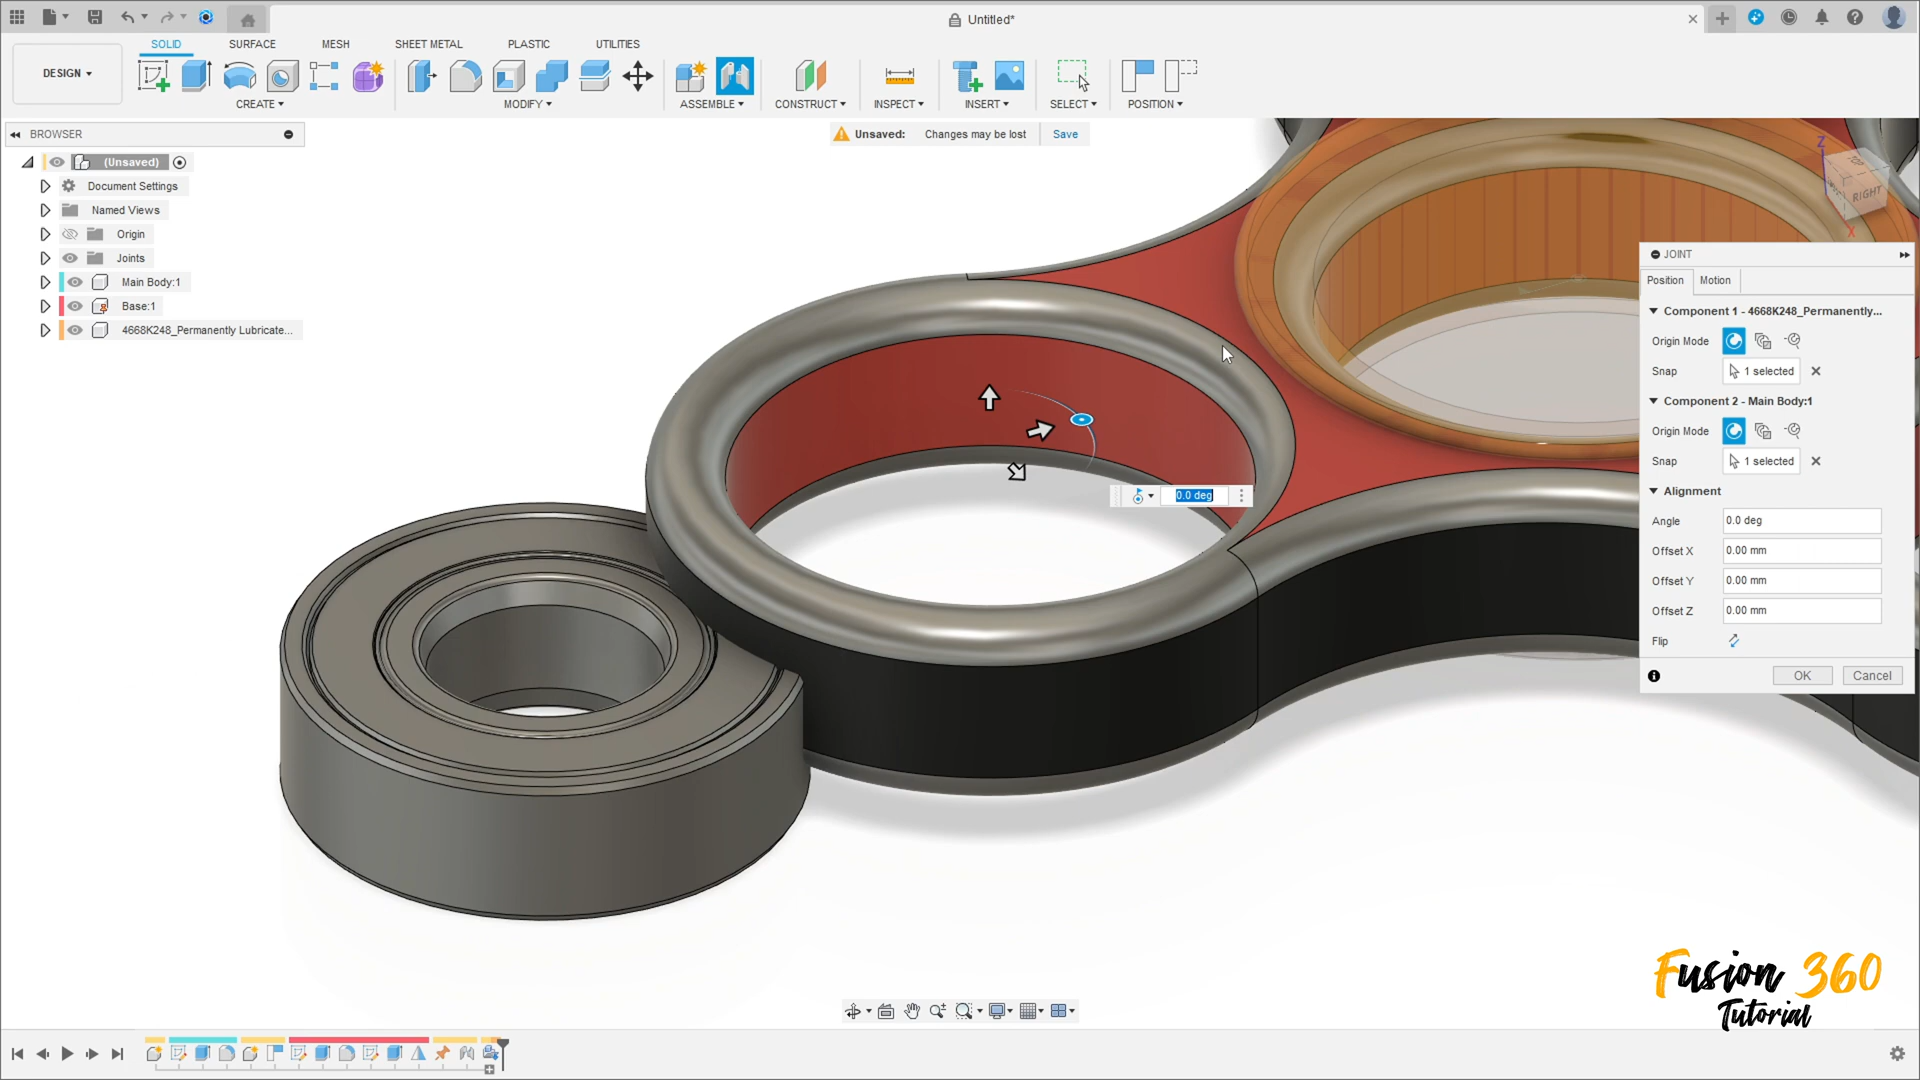 Untitled*
DESIGN
SOLID
SURFACE
MESH
SHEET METAL
PLASTIC
UTILITIES
CREATE
MODIFY
ASSEMBLE
CONSTRUCT
INSPECT
INSERT
SELECT
POSITION
BROWSER
Unsaved: Changes may be lost
Save
(Unsaved)
Document Settings
Named Views
Origin
Joints
Main Body:1
Base:1
4668K248_Permanently Lubricate...
Z
TOP
RIGHT
X
0.0 deg
JOINT
Position
Motion
Component 1 - 4668K248_Permanently...
Origin Mode
Snap
1 selected
Component 2 - Main Body:1
Origin Mode
Snap
1 selected
Alignment
Angle
0.0 deg
Offset X
0.00 mm
Offset Y
0.00 mm
Offset Z
0.00 mm
Flip
OK
Cancel
Fusion 360
Tutorial